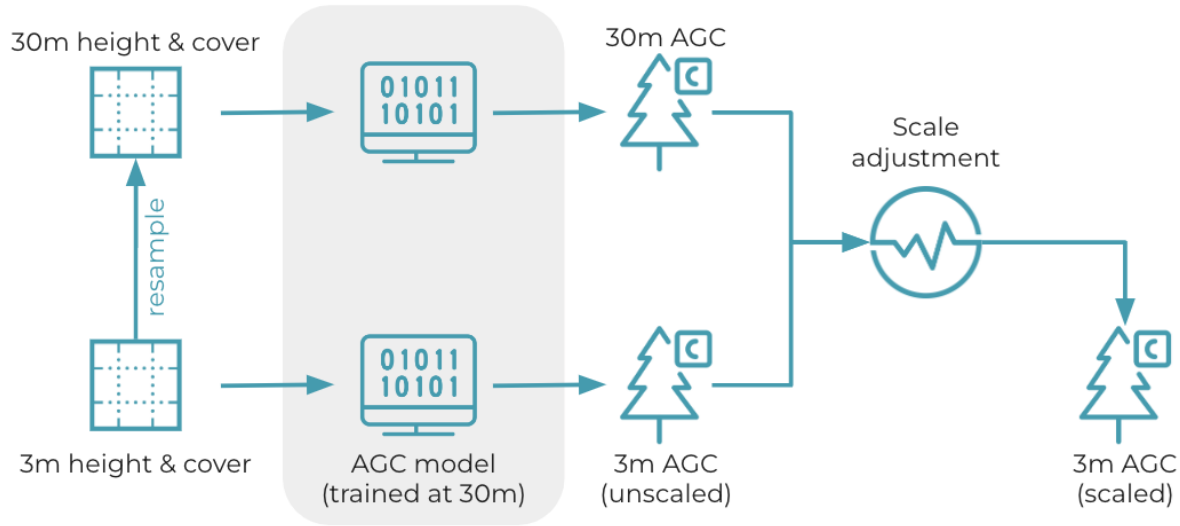 30m height & cover
01011
10101
30m AGC
C
Scale
adjustment
resample
01011
10101
C
C
3m height & cover
AGC model
(trained at 30m)
3m AGC
(unscaled)
3m AGC
(scaled)